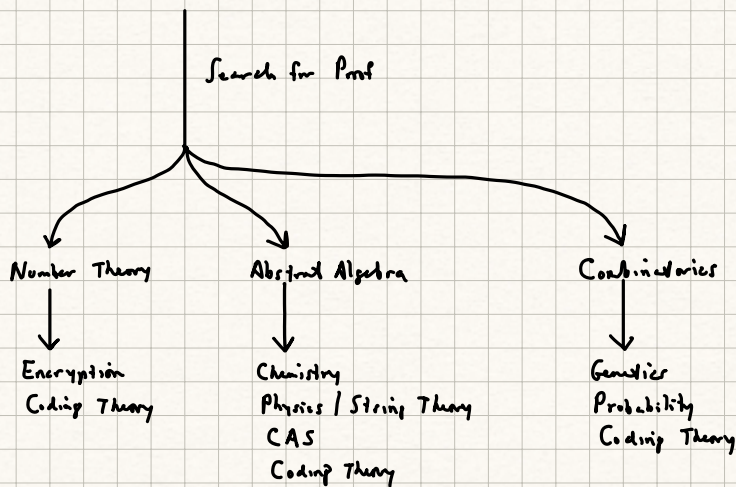 Search for Proof
Number Theory
Abstract Algebra
Combinatorics
Encryption
Coding Theory
Chemistry
Physics / String Theory
CAS
Coding Theory
Genetics
Probability
Coding Theory